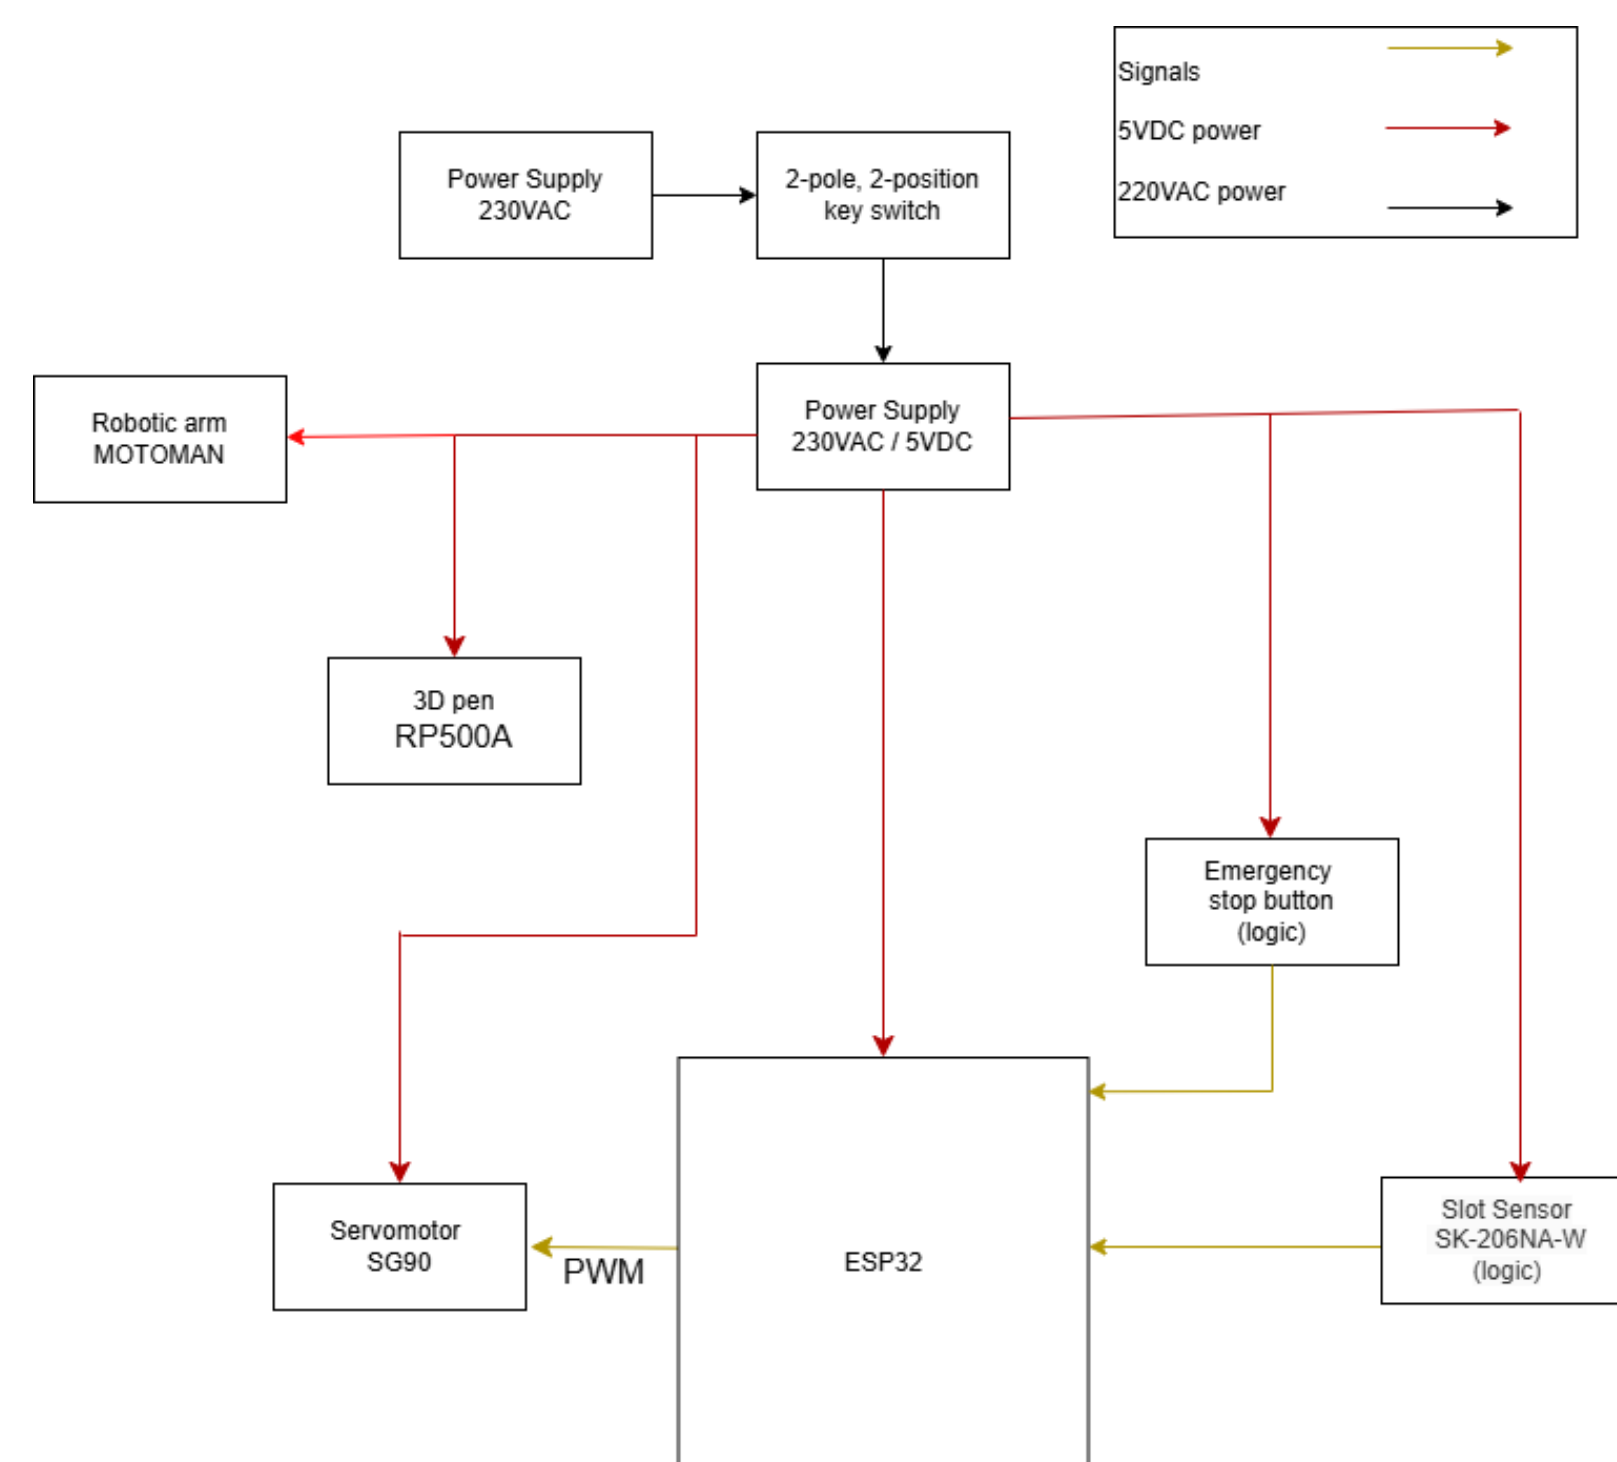 Signals
5VDC power
220VAC power
Power Supply
230VAC
2-pole, 2-position
key switch
Robotic arm
MOTOMAN
Power Supply
230VAC / 5VDC
3D pen
RP500A
Emergency
stop button
(logic)
Servomotor
SG90
PWM
ESP32
Slot Sensor
SK-206NA-W
(logic)